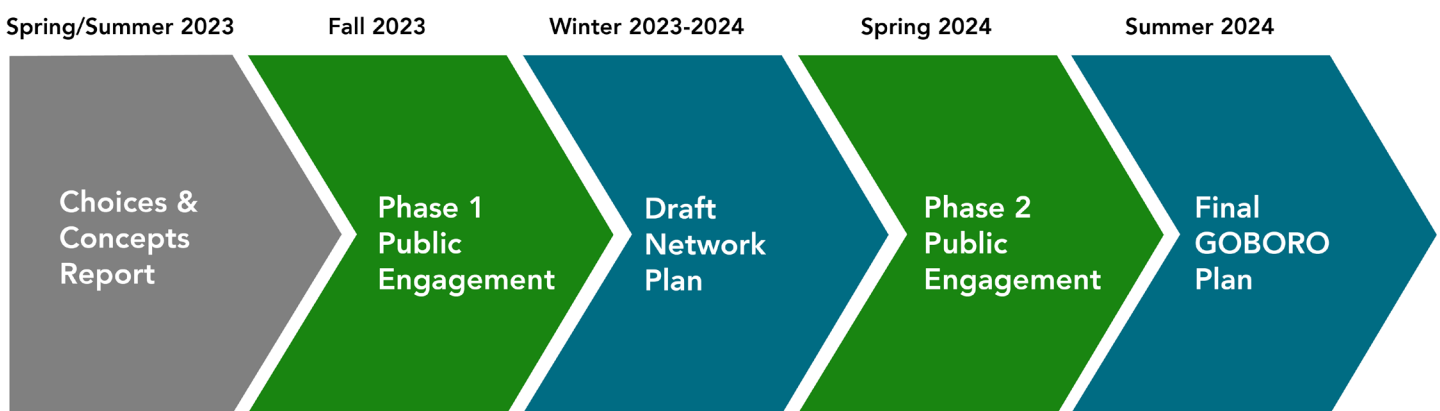 Spring/Summer 2023
Fall 2023
Winter 2023-2024
Spring 2024
Summer 2024
Choices &
Concepts
Report
Phase 1
Public
Engagement
Draft
Network
Plan
Phase 2
Public
Engagement
Final
GOBORO
Plan